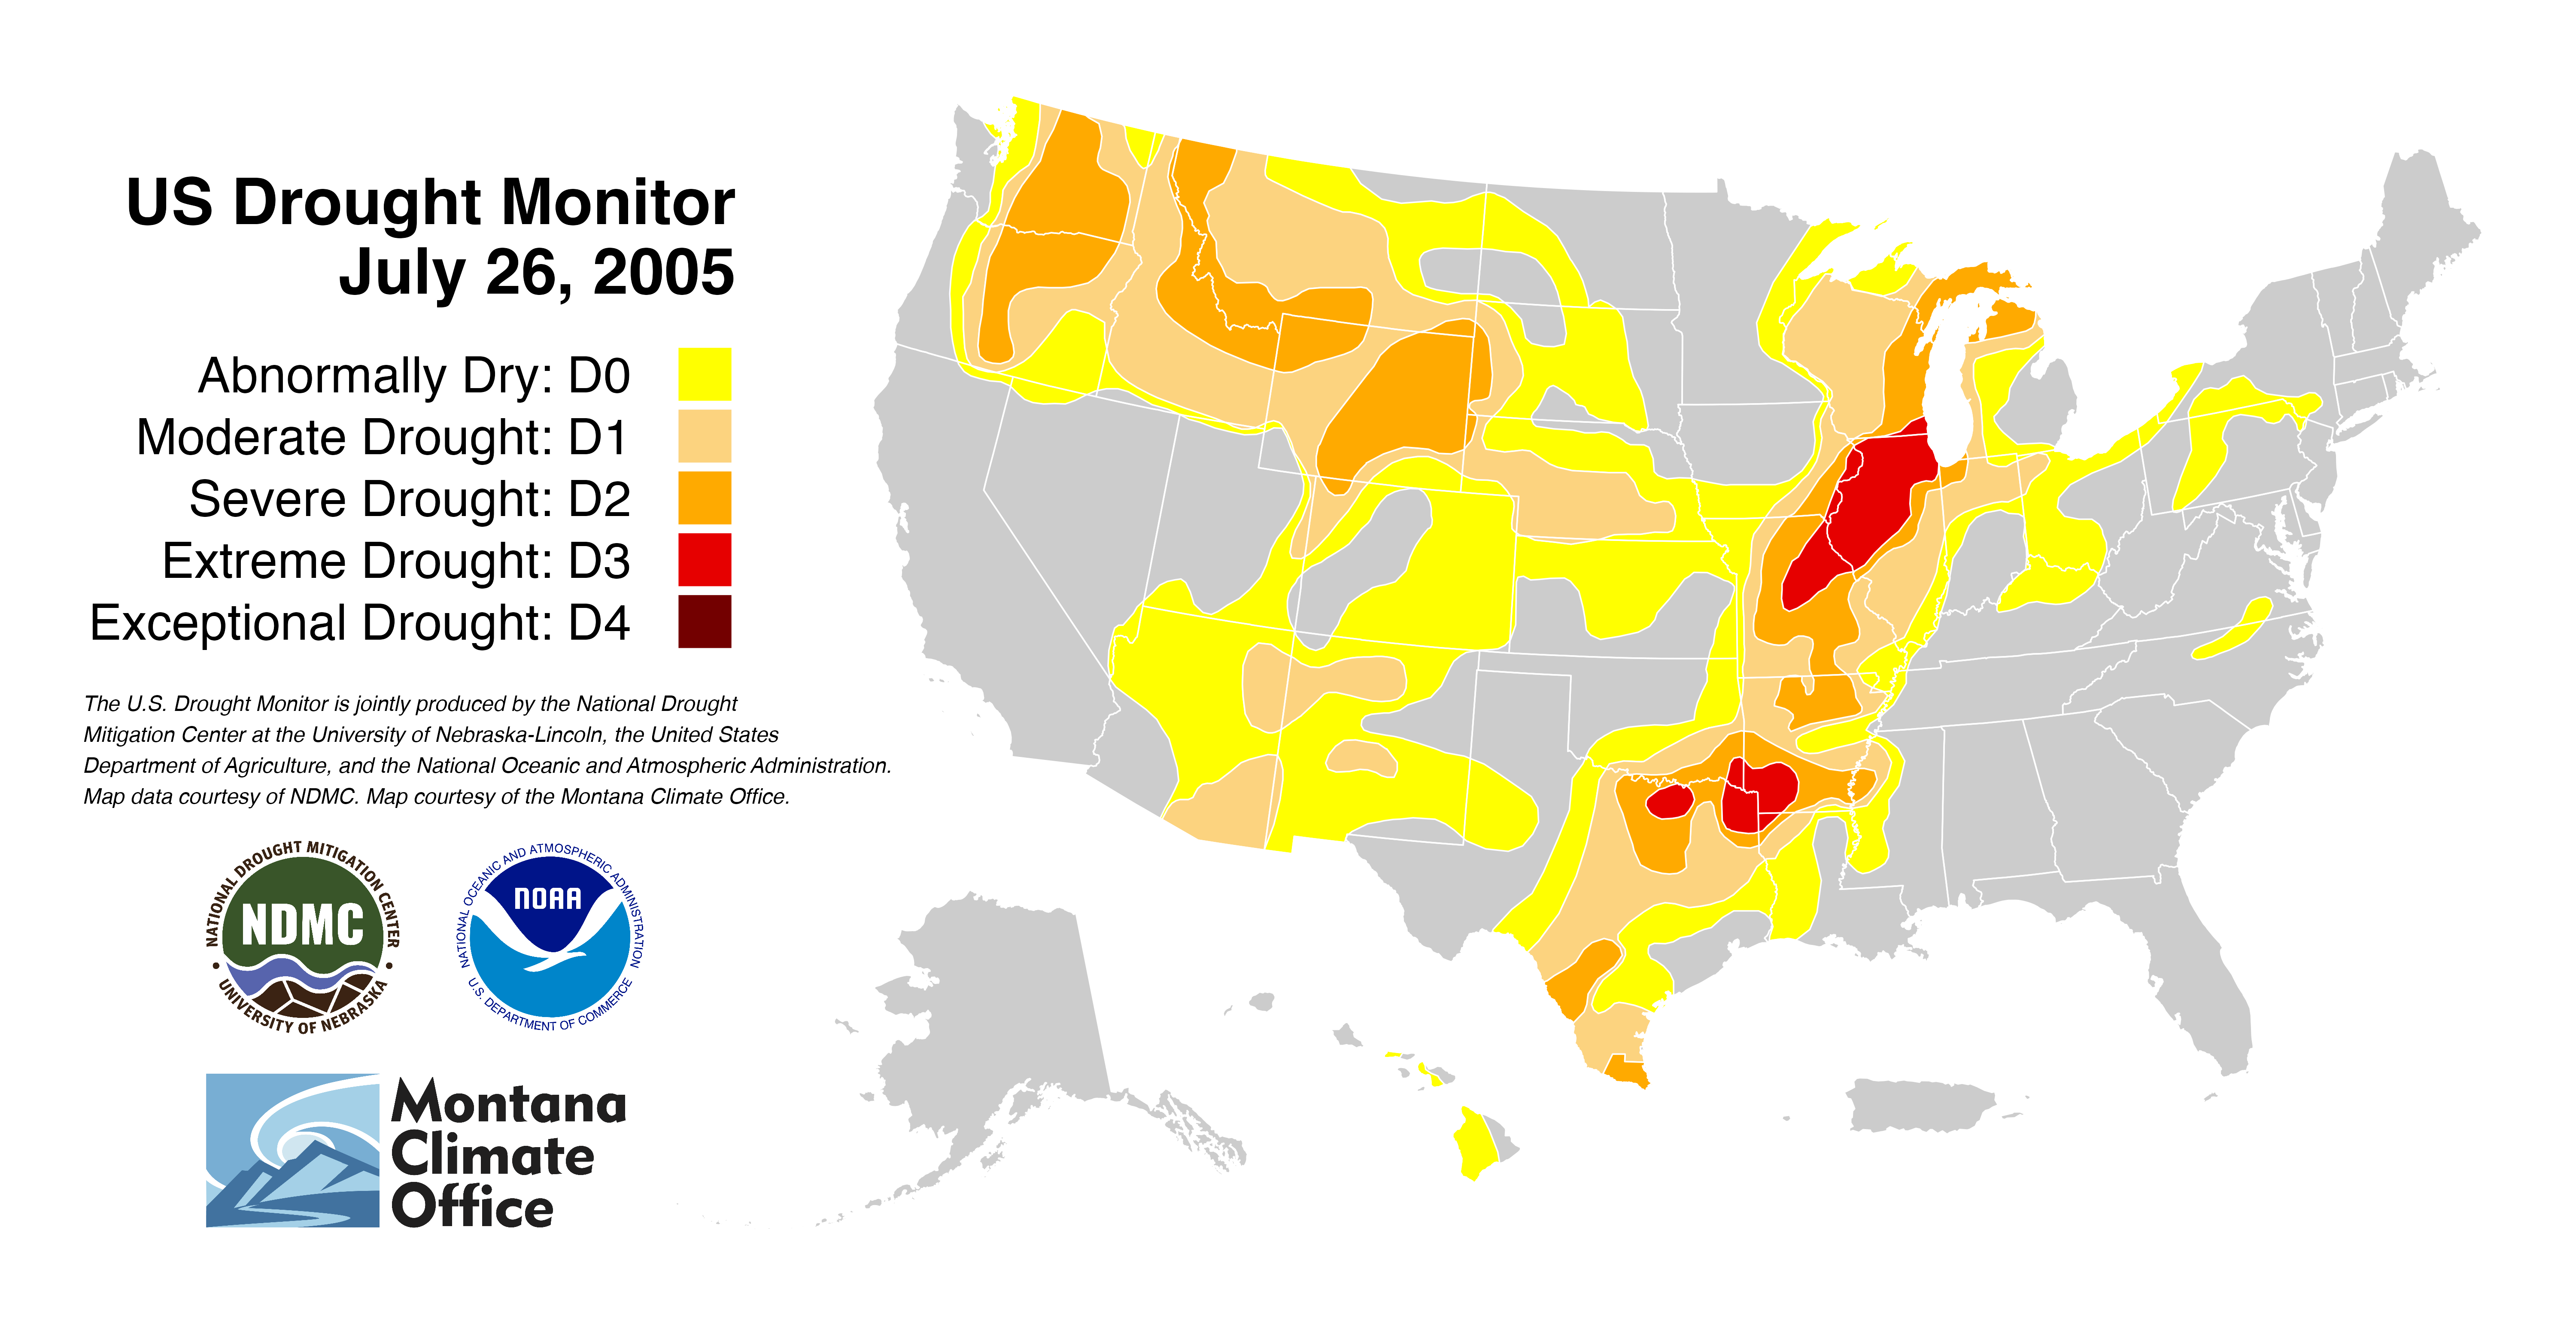 US Drought Monitor
July 26, 2005
Abnormally Dry: D0
Moderate Drought: D1
Severe Drought: D2
Extreme Drought: D3
Exceptional Drought: D4
The U.S. Drought Monitor is jointly produced by the National Drought
Mitigation Center at the University of Nebraska-Lincoln, the United States
Department of Agriculture, and the National Oceanic and Atmospheric Administration.
Map data courtesy of NDMC. Map courtesy of the Montana Climate Office.
NATIONAL DROUGHT MITIGATION CENTER
NDMC
• UNIVERSITY OF NEBRASKA •
NATIONAL OCEANIC AND ATMOSPHERIC ADMINISTRATION
NOAA
U.S. DEPARTMENT OF COMMERCE
Montana
Climate
Office